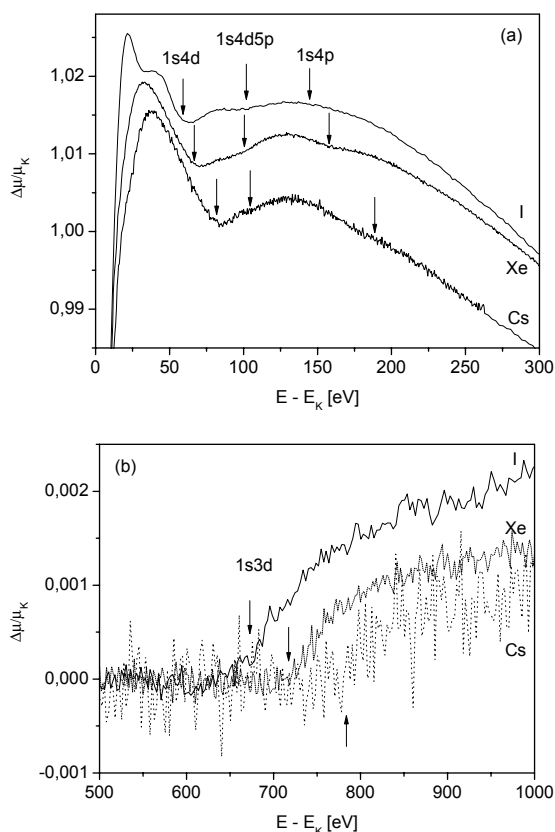 (a)
1s4d5p
1s4d
1s4p
1,02
1,01
1,00
0,99
Δμ/μK
I
Xe
Cs
0 50 100 150 200 250 300
E - EK [eV]
(b)
I
0,002
Xe
1s3d
0,001
Cs
0,000
-0,001
Δμ/μK
500 600 700 800 900 1000
E - EK [eV]